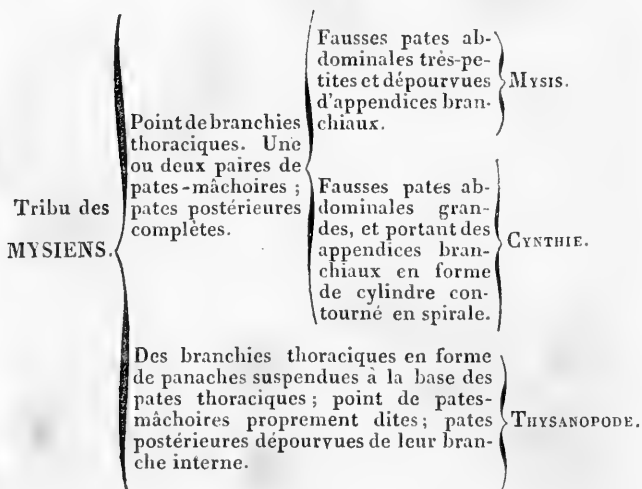 Tribu des
MYSIENS.
Point de branchies
thoraciques. Une
ou deux paires de
pates-mâchoires ;
pates postérieures
complètes.
Fausses pates ab-
dominales très-pe-
tites et dépourvues
d'appendices bran-
chiaux.
MYSIS.
Fausses pates ab-
dominales gran-
des, et portant des
appendices bran-
chiaux en forme
de cylindre con-
tourné en spirale.
CYNTHIE.
Des branchies thoraciques en forme
de panaches suspendues à la base des
pates thoraciques ; point de pates-
mâchoires proprement dites ; pates
postérieures dépourvues de leur bran-
che interne.
THYSANOPODE.